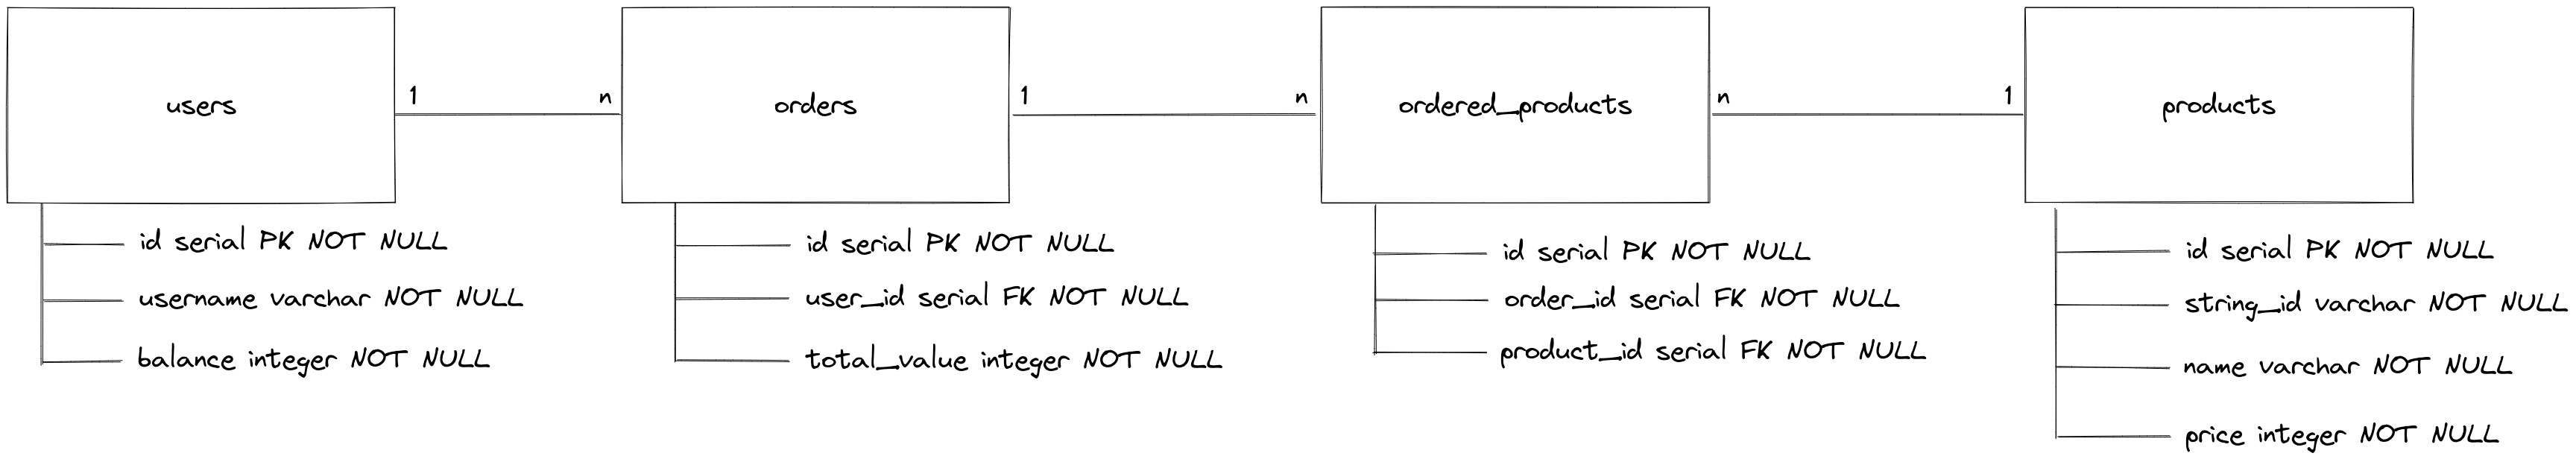 users
1
n
orders
1
n
ordered_products
n
1
products
id serial PK NOT NULL
username varchar NOT NULL
balance integer NOT NULL
id serial PK NOT NULL
user_id serial FK NOT NULL
total_value integer NOT NULL
id serial PK NOT NULL
order_id serial FK NOT NULL
product_id serial FK NOT NULL
id serial PK NOT NULL
string_id varchar NOT NULL
name varchar NOT NULL
price integer NOT NULL